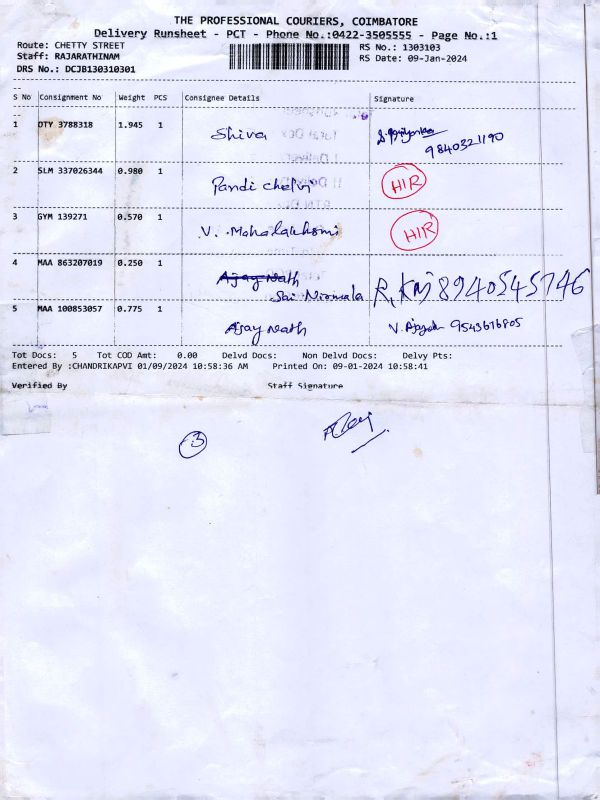 THE PROFESSIONAL COURIERS, COIMBATORE
Delivery Runsheet - PCT - Phone No.:0422-3505555 - Page No.:1
Route: CHETTY STREET RS No.: 1303103
Staff: RAJARATHINAM RS Date: 09-Jan-2024
DRS No.: DCJB130310301
S No Consignment No Weight PCS Consignee Details Signature
1 DTY 3788318 1.945 1 Shiva S. Priyanka
9840321190
2 SLM 337026344 0.980 1 Pandi Chelvi HIR
3 GYM 139271 0.570 1 V. Mahalakshmi HIR
4 MAA 863207019 0.250 1 Ajay Nath
Sai Nirmala 8940545746
5 MAA 100853057 0.775 1 Ajay Nath V. Ajaynath 9543676805
Tot Docs: 5 Tot COD Amt: 0.00 Delvd Docs: Non Delvd Docs: Delvy Pts:
Entered By :CHANDRIKAPVI 01/09/2024 10:58:36 AM Printed On: 09-01-2024 10:58:41
Verified By Staff Signature
3